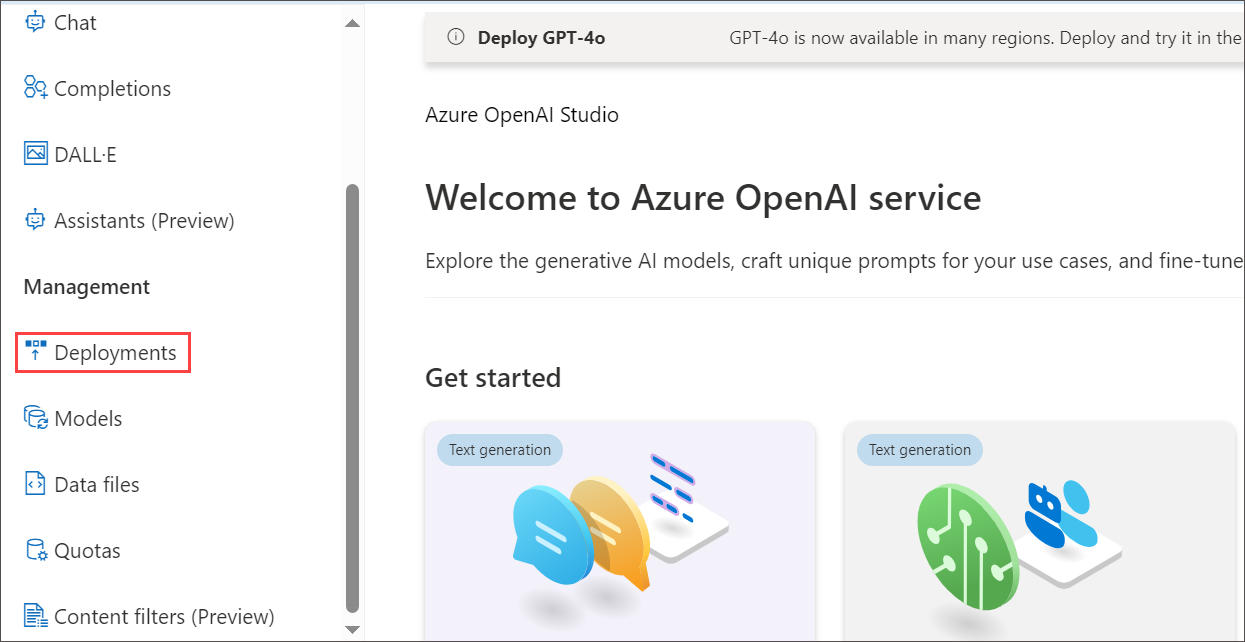 Chat
Completions
DALL·E
Assistants (Preview)
Management
Deployments
Models
Data files
Quotas
Content filters (Preview)
Deploy GPT-4o GPT-4o is now available in many regions. Deploy and try it in the
Azure OpenAI Studio
Welcome to Azure OpenAI service
Explore the generative AI models, craft unique prompts for your use cases, and fine-tune
Get started
Text generation
Text generation